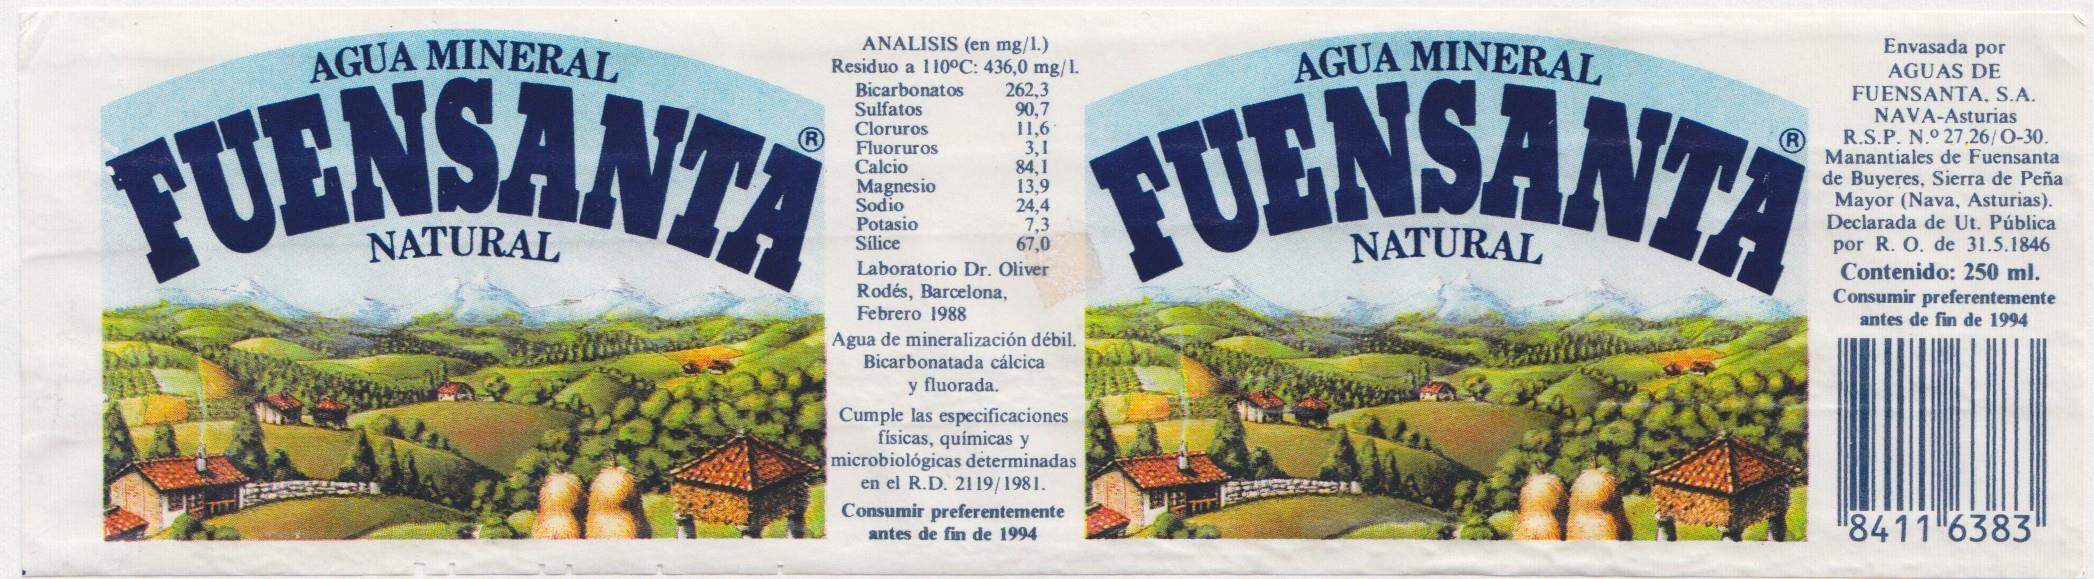 AGUA MINERAL
FUENSANTA®
NATURAL
ANALISIS (en mg/l.)
Residuo a 110ºC: 436,0 mg/l.
Bicarbonatos 262,3
Sulfatos 90,7
Cloruros 11,6
Fluoruros 3,1
Calcio 84,1
Magnesio 13,9
Sodio 24,4
Potasio 7,3
Sílice 67,0
Laboratorio Dr. Oliver
Rodés, Barcelona,
Febrero 1988
Agua de mineralización débil.
Bicarbonatada cálcica
y fluorada.
Cumple las especificaciones
físicas, químicas y
microbiológicas determinadas
en el R.D. 2119/1981.
Consumir preferentemente
antes de fin de 1994
AGUA MINERAL
FUENSANTA®
NATURAL
Envasada por
AGUAS DE
FUENSANTA, S.A.
NAVA-Asturias
R.S.P. N.º 27.26/O-30.
Manantiales de Fuensanta
de Buyeres, Sierra de Peña
Mayor (Nava, Asturias).
Declarada de Ut. Pública
por R. O. de 31.5.1846
Contenido: 250 ml.
Consumir preferentemente
antes de fin de 1994
84116383